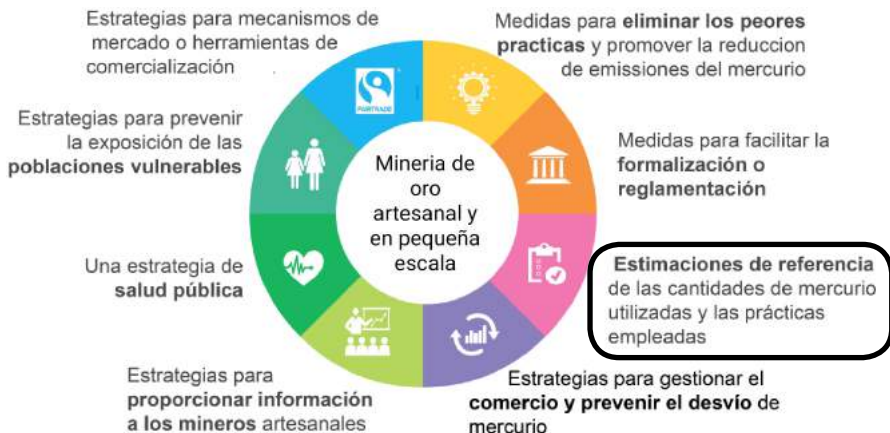 Estrategias para mecanismos de
mercado o herramientas de
comercialización
Medidas para eliminar los peores
practicas y promover la reduccion
de emissiones del mercurio
FAIRTRADE
Estrategias para prevenir
la exposición de las
poblaciones vulnerables
Medidas para facilitar la
formalización o
reglamentación
Mineria de
oro
artesanal y
en pequeña
escala
Una estrategia de
salud pública
Estimaciones de referencia
de las cantidades de mercurio
utilizadas y las prácticas
empleadas
Estrategias para
proporcionar información
a los mineros artesanales
Estrategias para gestionar el
comercio y prevenir el desvío de
mercurio